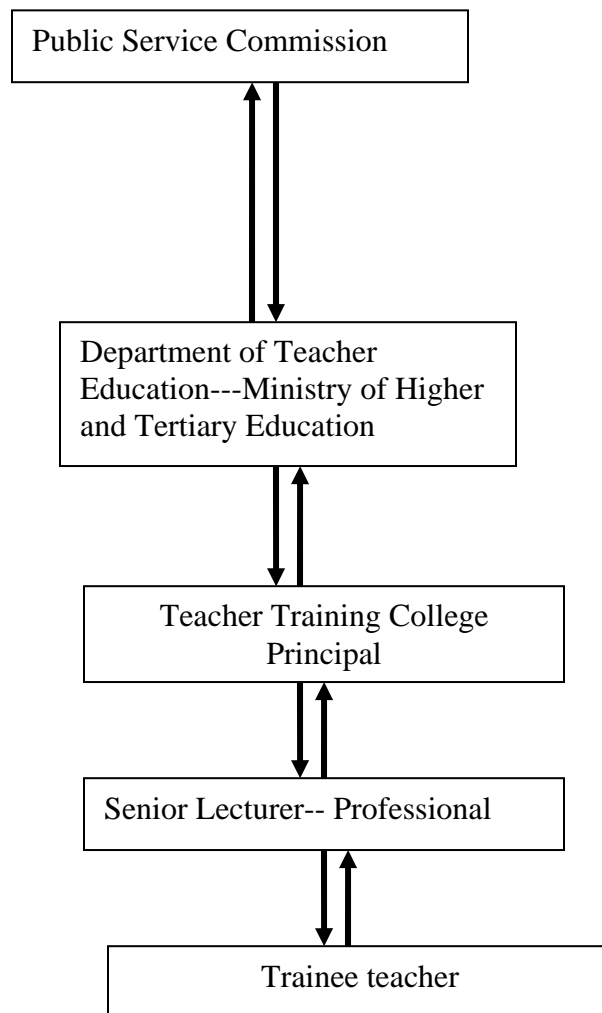 Public Service Commission
Department of Teacher
Education---Ministry of Higher
and Tertiary Education
Teacher Training College
Principal
Senior Lecturer-- Professional
Trainee teacher